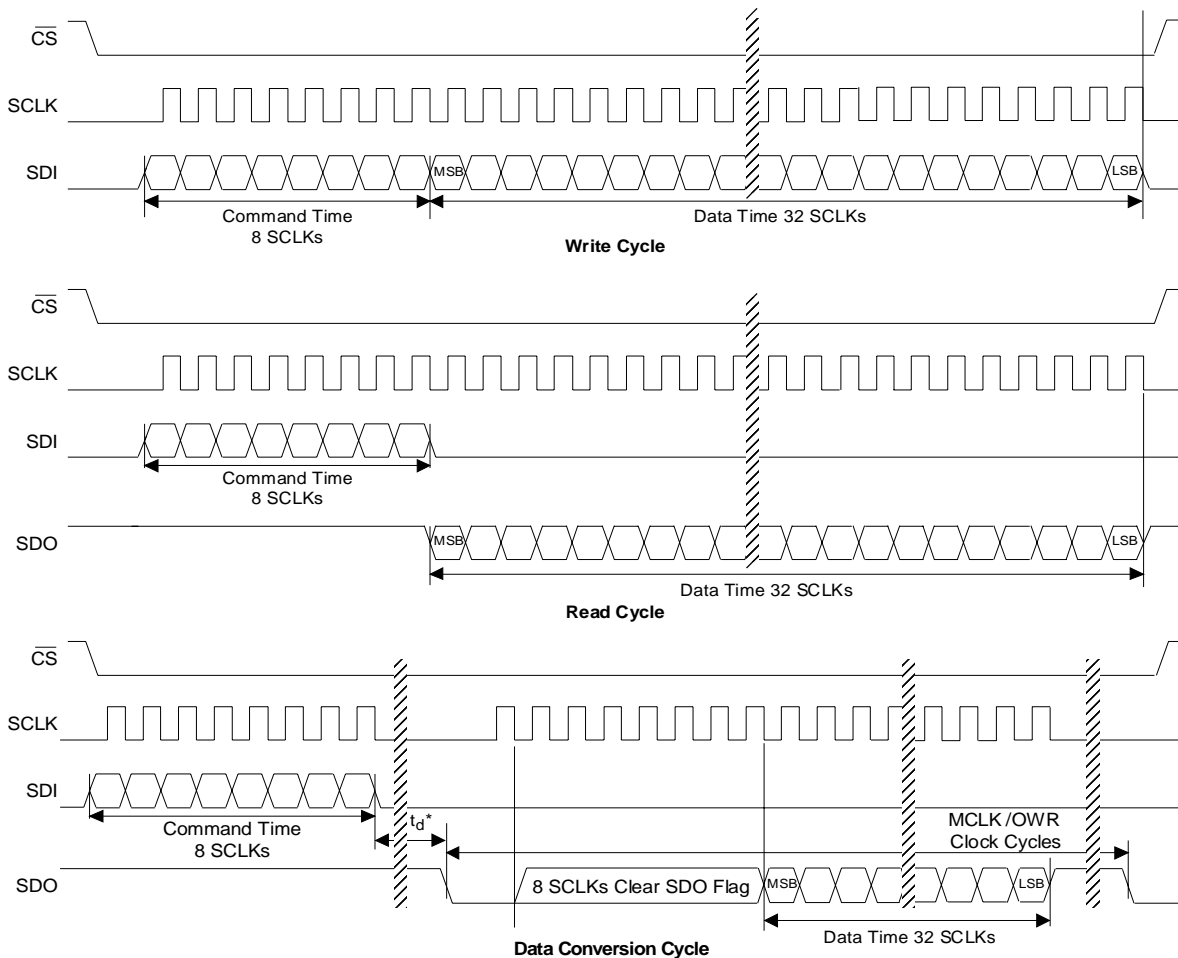 CS
SCLK
SDI
MSB
LSB
Command Time
8 SCLKs
Data Time 32 SCLKs
Write Cycle
CS
SCLK
SDI
Command Time
8 SCLKs
SDO
MSB
LSB
Data Time 32 SCLKs
Read Cycle
CS
SCLK
SDI
Command Time
8 SCLKs
td*
MCLK /OWR
Clock Cycles
SDO
8 SCLKs Clear SDO Flag
MSB
LSB
Data Time 32 SCLKs
Data Conversion Cycle